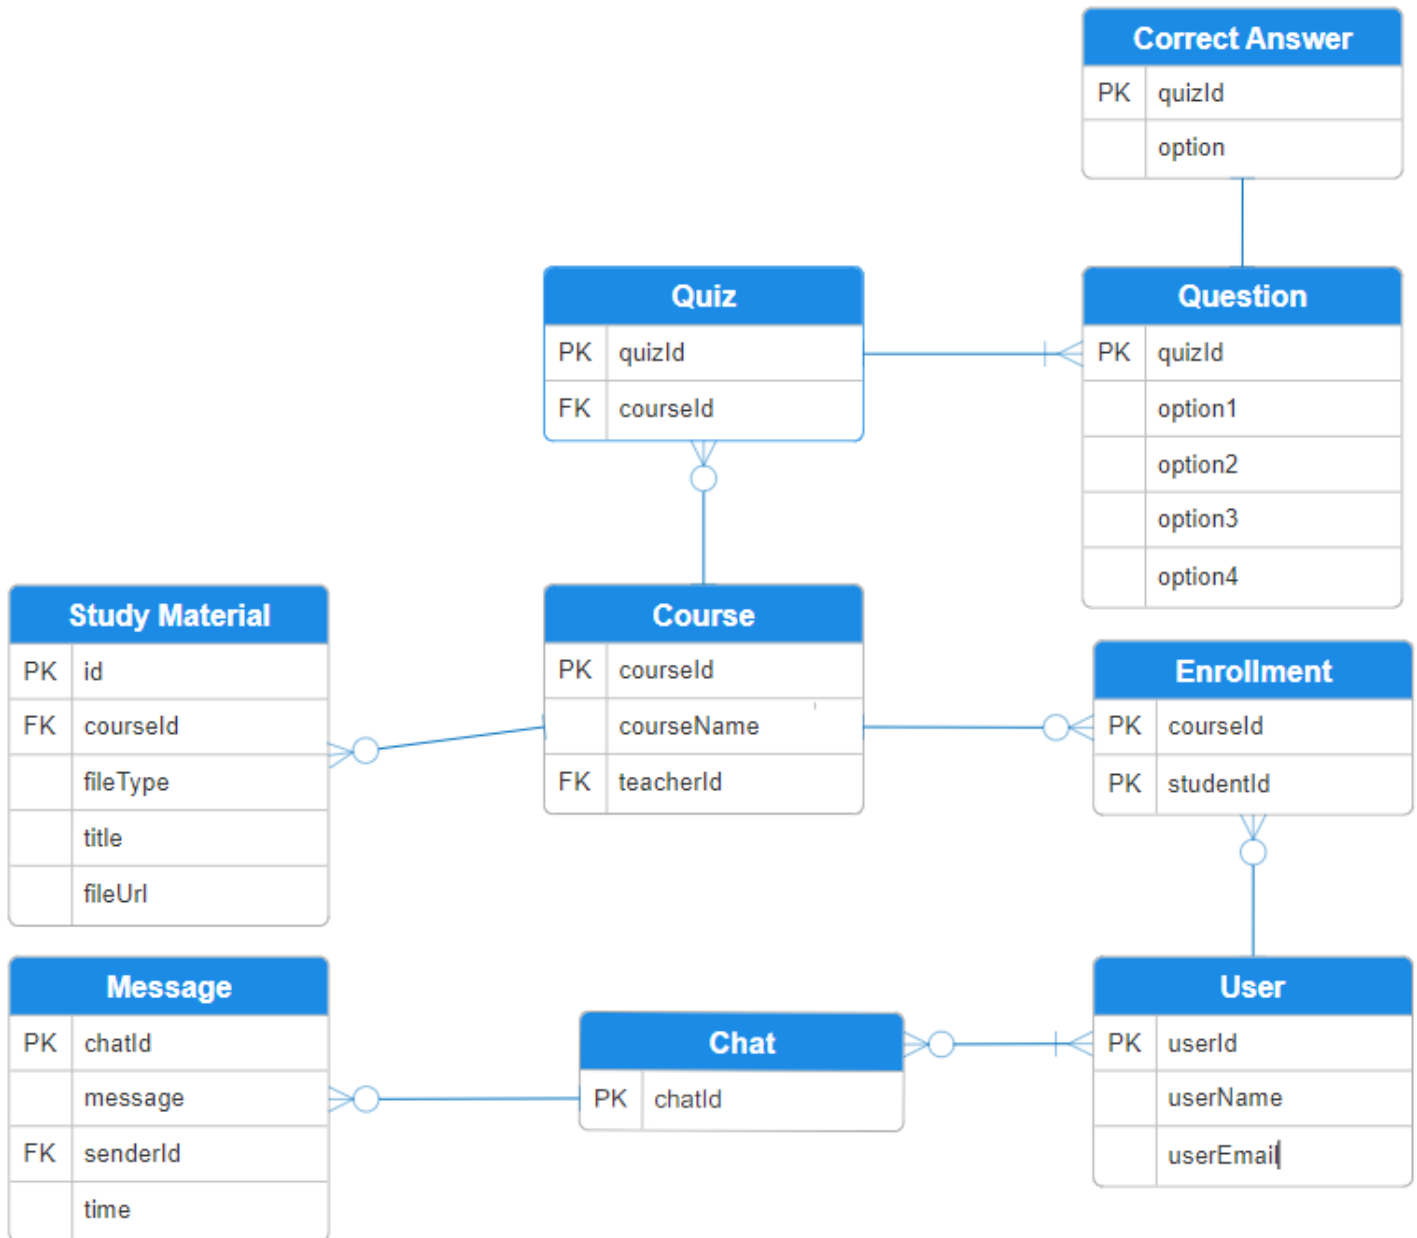 Correct Answer
PK quizId
option
Quiz
PK quizId
FK courseId
Question
PK quizId
option1
option2
option3
option4
Study Material
PK id
FK courseId
fileType
title
fileUrl
Course
PK courseId
courseName
FK teacherId
Enrollment
PK courseId
PK studentId
Message
PK chatId
message
FK senderId
time
Chat
PK chatId
User
PK userId
userName
userEmail